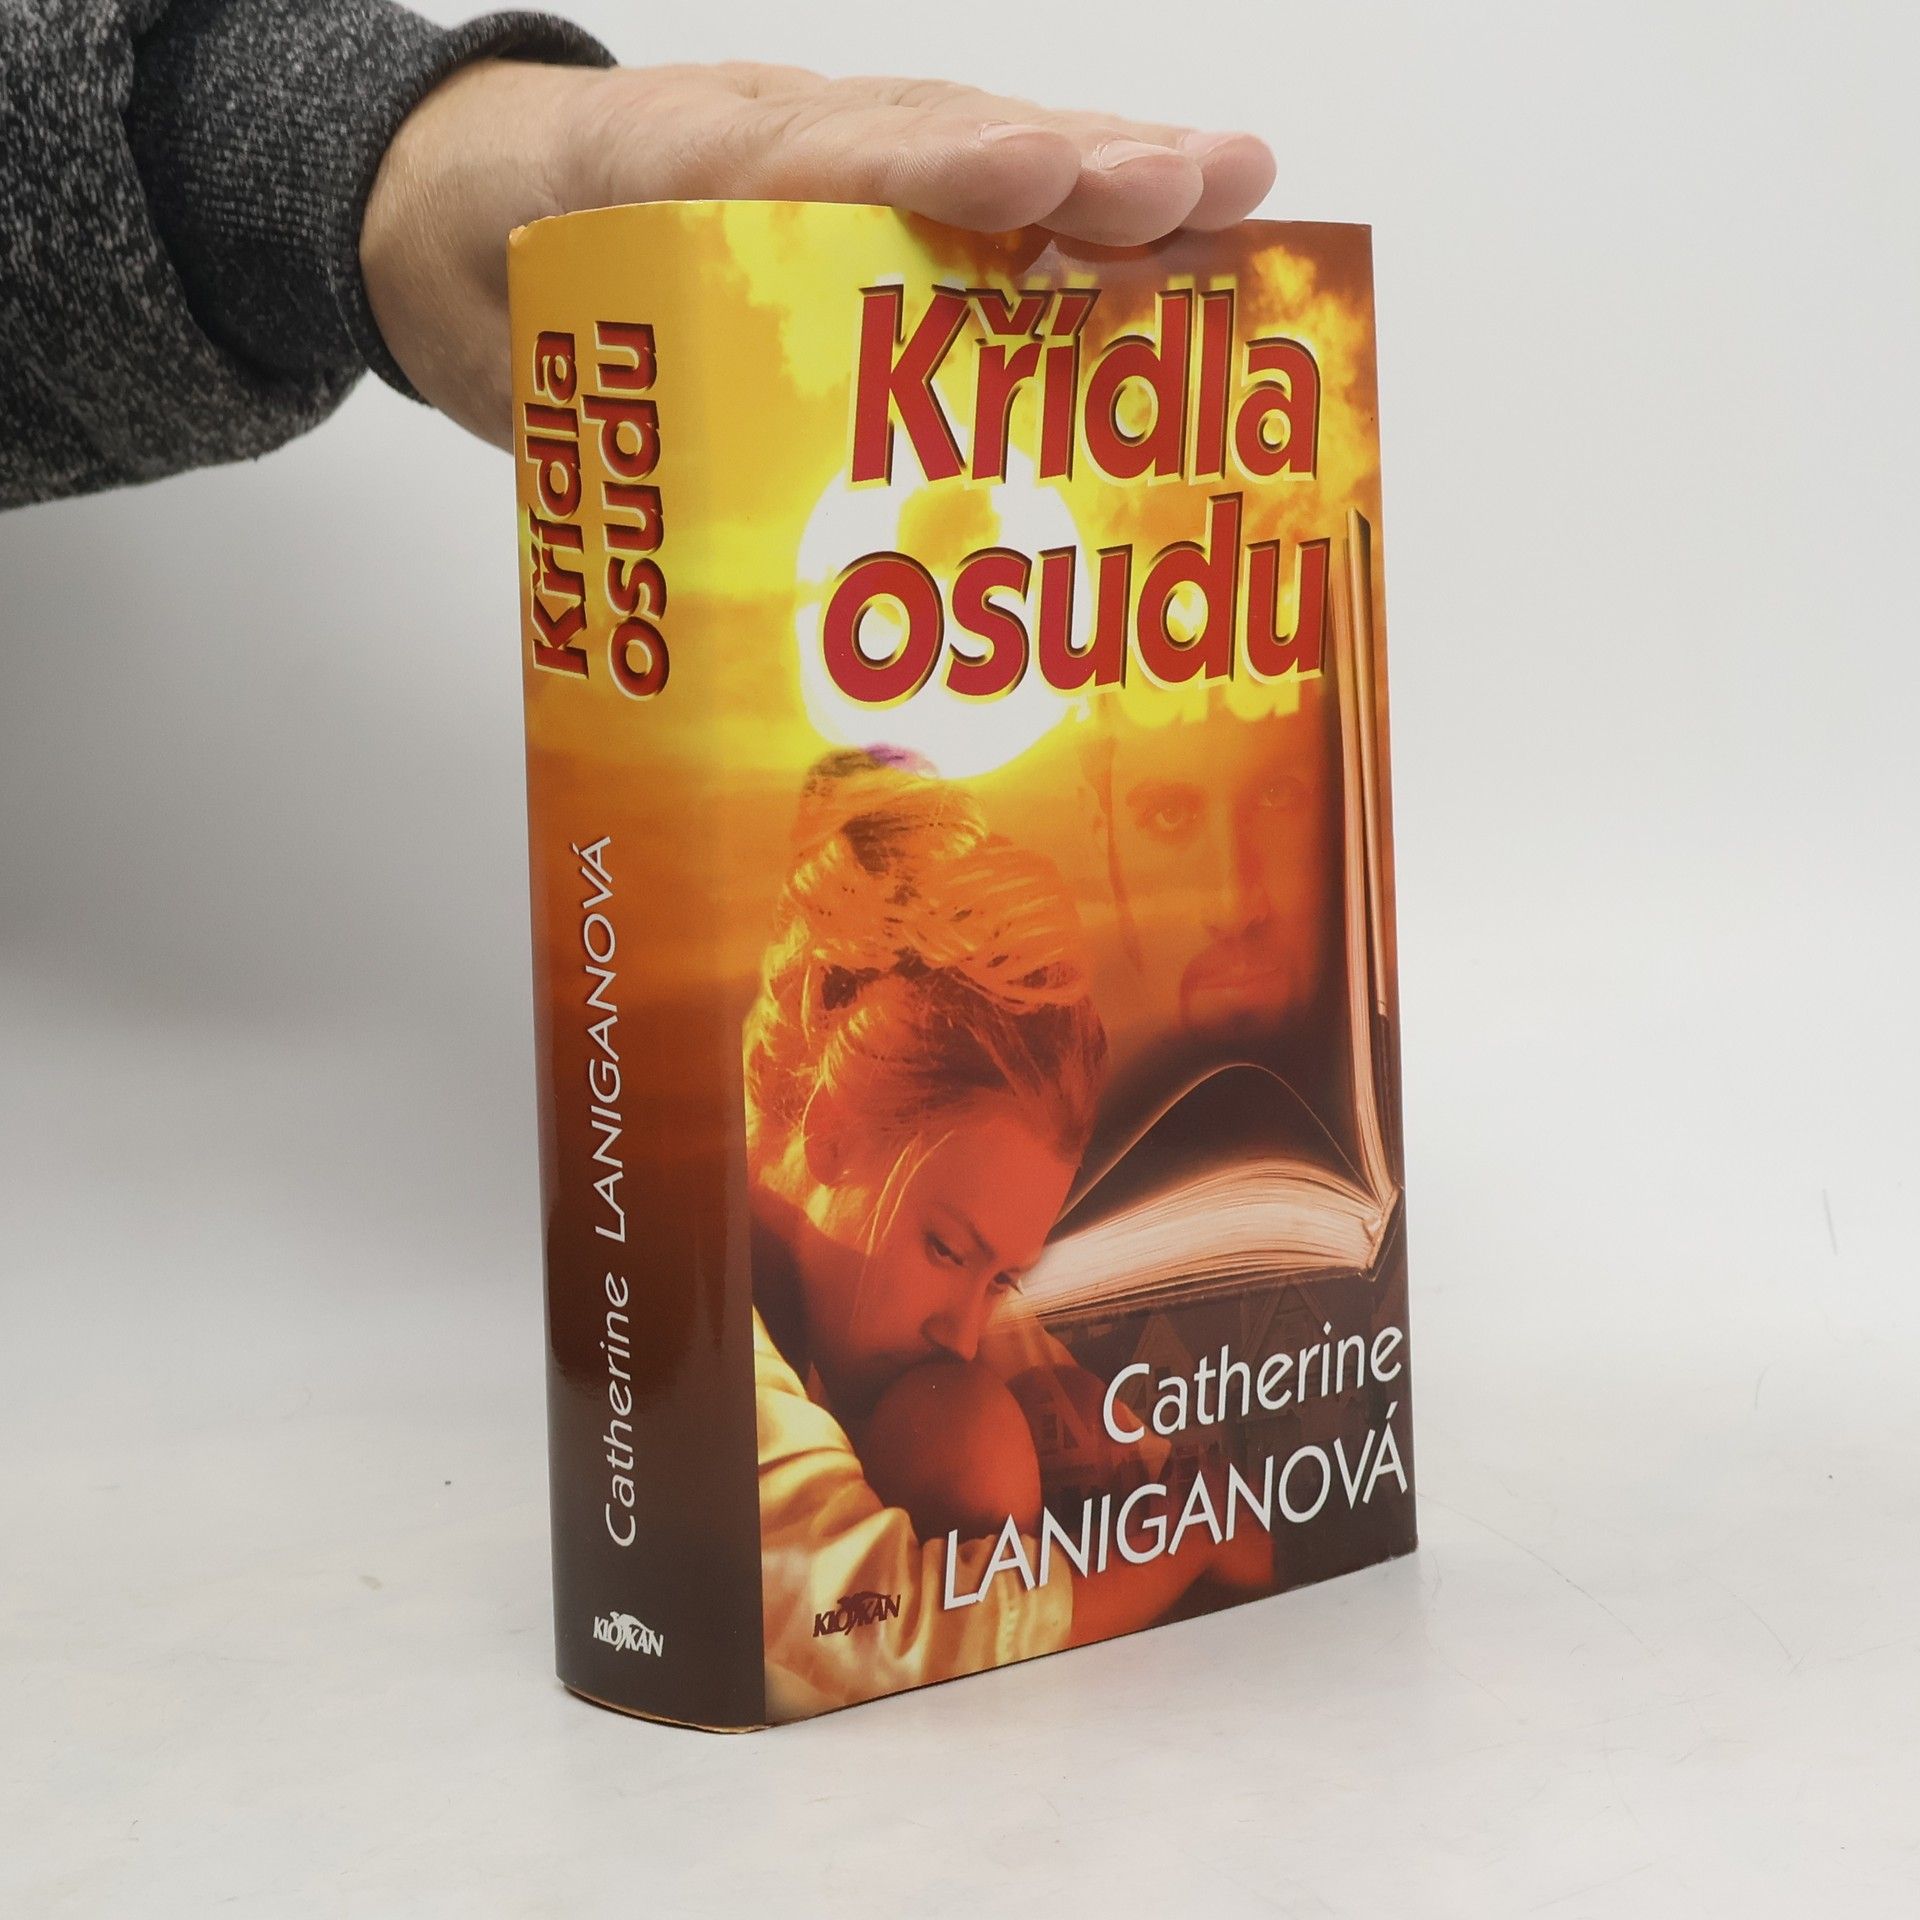 Křídla
osudu
Catherine LANIGANOVÁ
KLOKAN
Křídla
osudu
Catherine
LANIGANOVÁ
KLOKAN